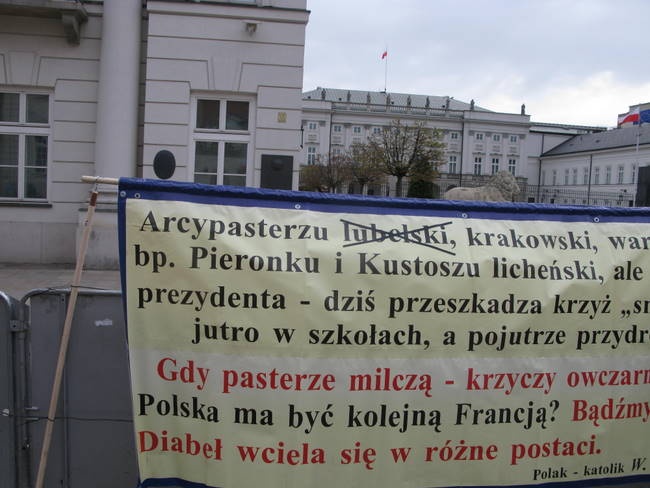 Arcypasterzu lubelski, krakowski, war
bp. Pieronku i Kustoszu licheński, ale
prezydenta - dziś przeszkadza krzyż „sm
jutro w szkołach, a pojutrze przydro
Gdy pasterze milczą - krzyczy owczarn
Polska ma być kolejną Francją? Bądźmy
Diabeł wciela się w różne postaci.
Polak - katolik W.